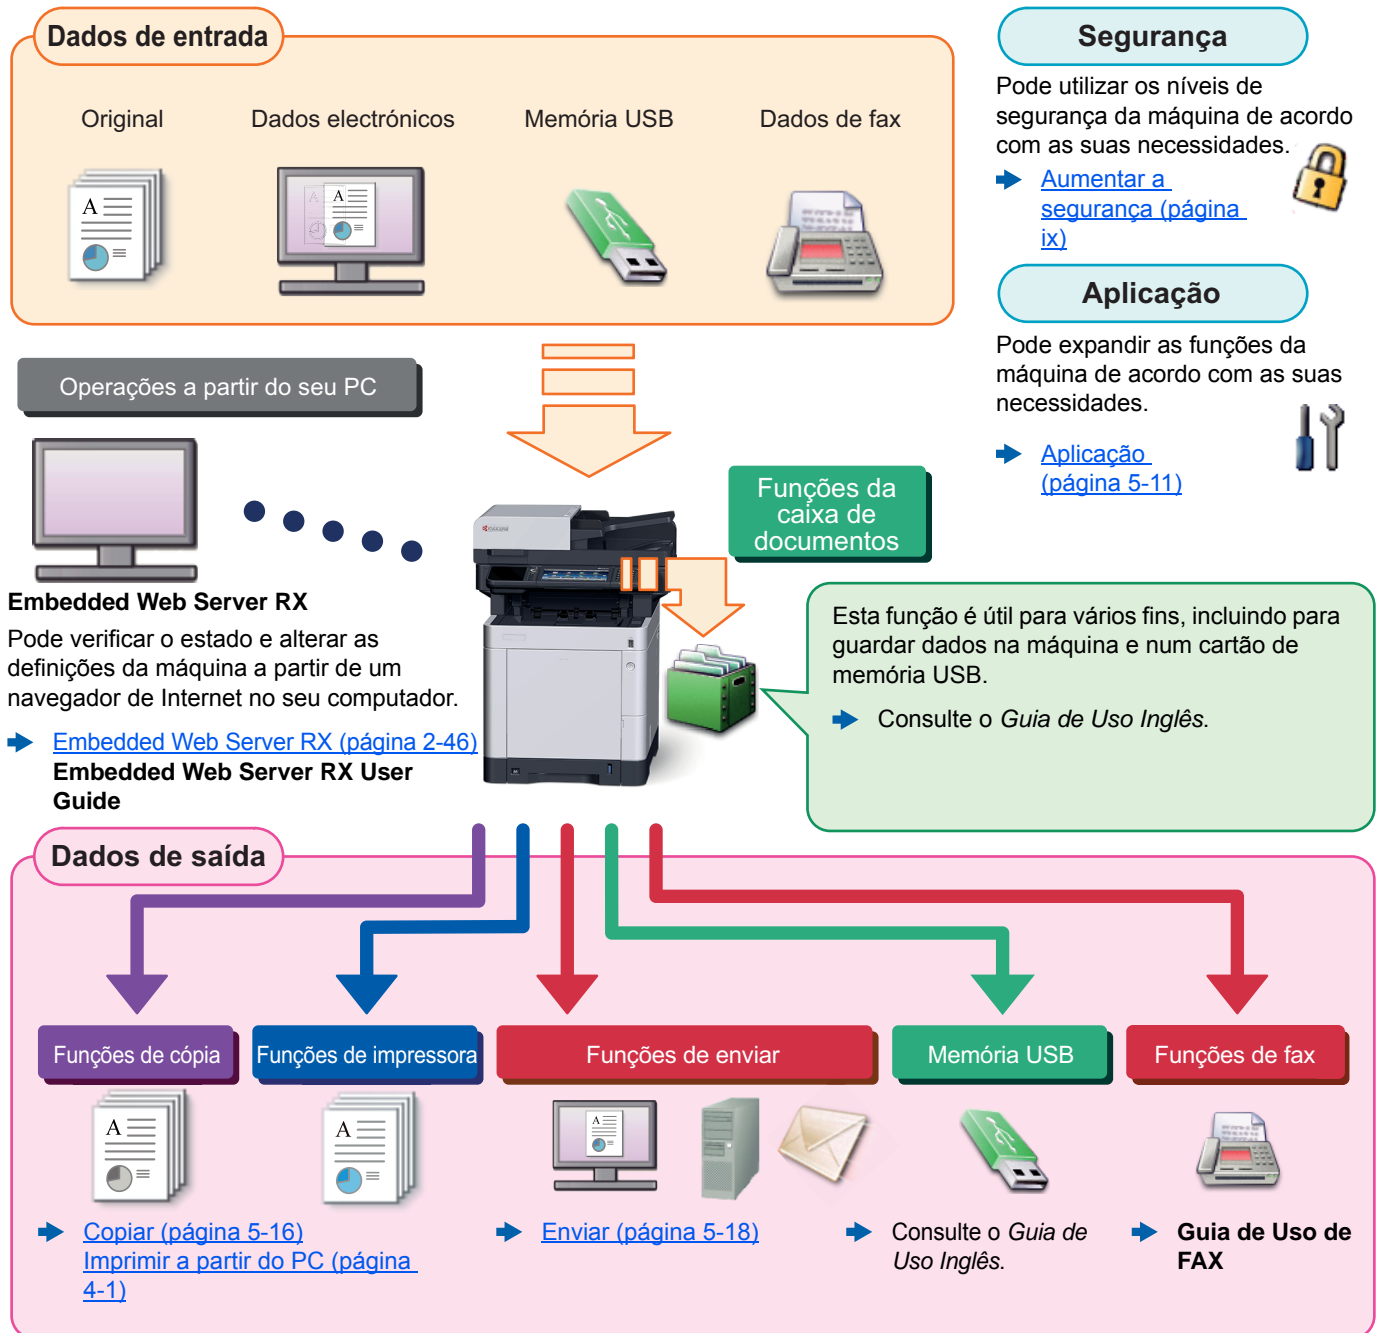 Dados de entrada
Original
Dados electrónicos
Memória USB
Dados de fax
Segurança
Pode utilizar os níveis de
segurança da máquina de acordo
com as suas necessidades.
Aumentar a
segurança (página
ix)
Aplicação
Pode expandir as funções da
máquina de acordo com as suas
necessidades.
Aplicação
(página 5-11)
Operações a partir do seu PC
Embedded Web Server RX
Pode verificar o estado e alterar as
definições da máquina a partir de um
navegador de Internet no seu computador.
Embedded Web Server RX (página 2-46)
Embedded Web Server RX User
Guide
KYOCERA
Funções da
caixa de
documentos
Esta função é útil para vários fins, incluindo para
guardar dados na máquina e num cartão de
memória USB.
Consulte o Guia de Uso Inglês.
Dados de saída
Funções de cópia
Funções de impressora
Funções de enviar
Memória USB
Funções de fax
Copiar (página 5-16)
Imprimir a partir do PC (página
4-1)
Enviar (página 5-18)
Consulte o Guia de
Uso Inglês.
Guia de Uso de
FAX